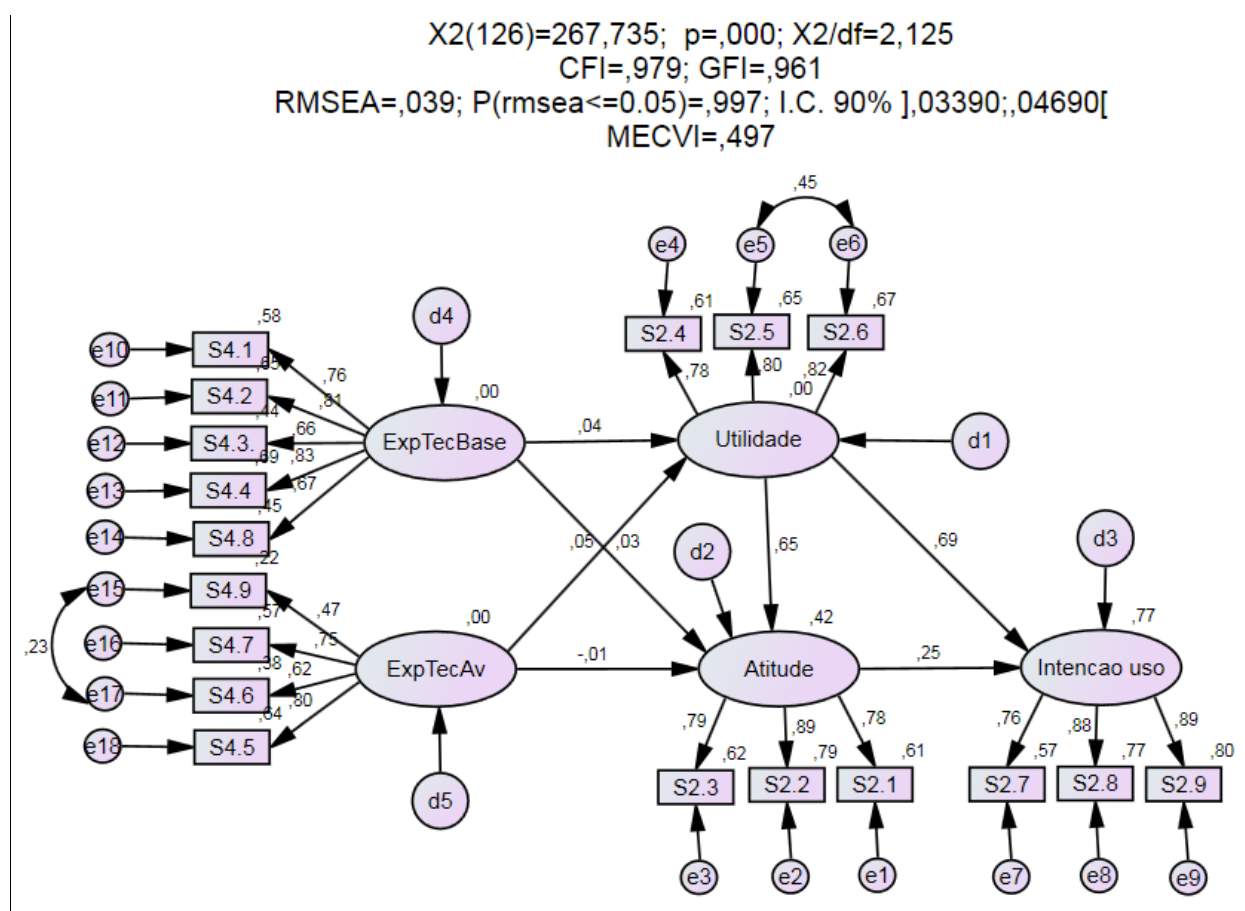 X2(126)=267,735; p=,000; X2/df=2,125
CFI=,979; GFI=,961
RMSEA=,039; P(rmsea<=0.05)=,997; I.C. 90% ],03390;,04690[
MECVI=,497
,45
e4
e5
e6
,61
,65
,67
S2.4
S2.5
S2.6
,78
,80
,82
,00
Utilidade
d1
d4
,00
ExpTecBase
,04
e10
S4.1
,58
,76
e11
S4.2
,65
,81
e12
S4.3.
,44
,66
e13
S4.4
,69
,83
e14
S4.8
,45
,67
e15
S4.9
,22
,47
e16
S4.7
,57
,75
,23
e17
S4.6
,38
,62
e18
S4.5
,64
,80
,00
ExpTecAv
d5
,05
,03
-,01
d2
,65
,69
d3
,42
Atitude
,25
,77
Intencao uso
,79
,89
,78
,62
,79
,61
S2.3
S2.2
S2.1
e3
e2
e1
,76
,88
,89
,57
,77
,80
S2.7
S2.8
S2.9
e7
e8
e9